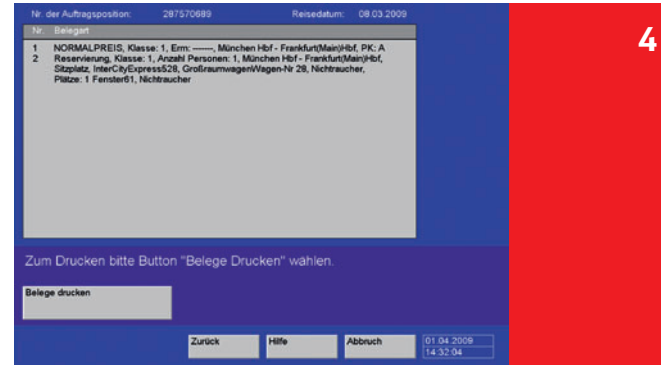 Nr. der Auftragsposition: 287570689 Reisedatum: 08.03.2009
Nr. Belegart
1 NORMALPREIS, Klasse: 1, Erm: -------, München Hbf - Frankfurt(Main)Hbf, PK: A
2 Reservierung, Klasse: 1, Anzahl Personen: 1, München Hbf - Frankfurt(Main)Hbf,
Sitzplatz, InterCityExpress528, GroßraumwagenWagen-Nr 28, Nichtraucher,
Plätze: 1 Fenster61, Nichtraucher
Zum Drucken bitte Button "Belege Drucken" wählen.
Belege drucken
Zurück Hilfe Abbruch 01.04.2009
14:32:04
4